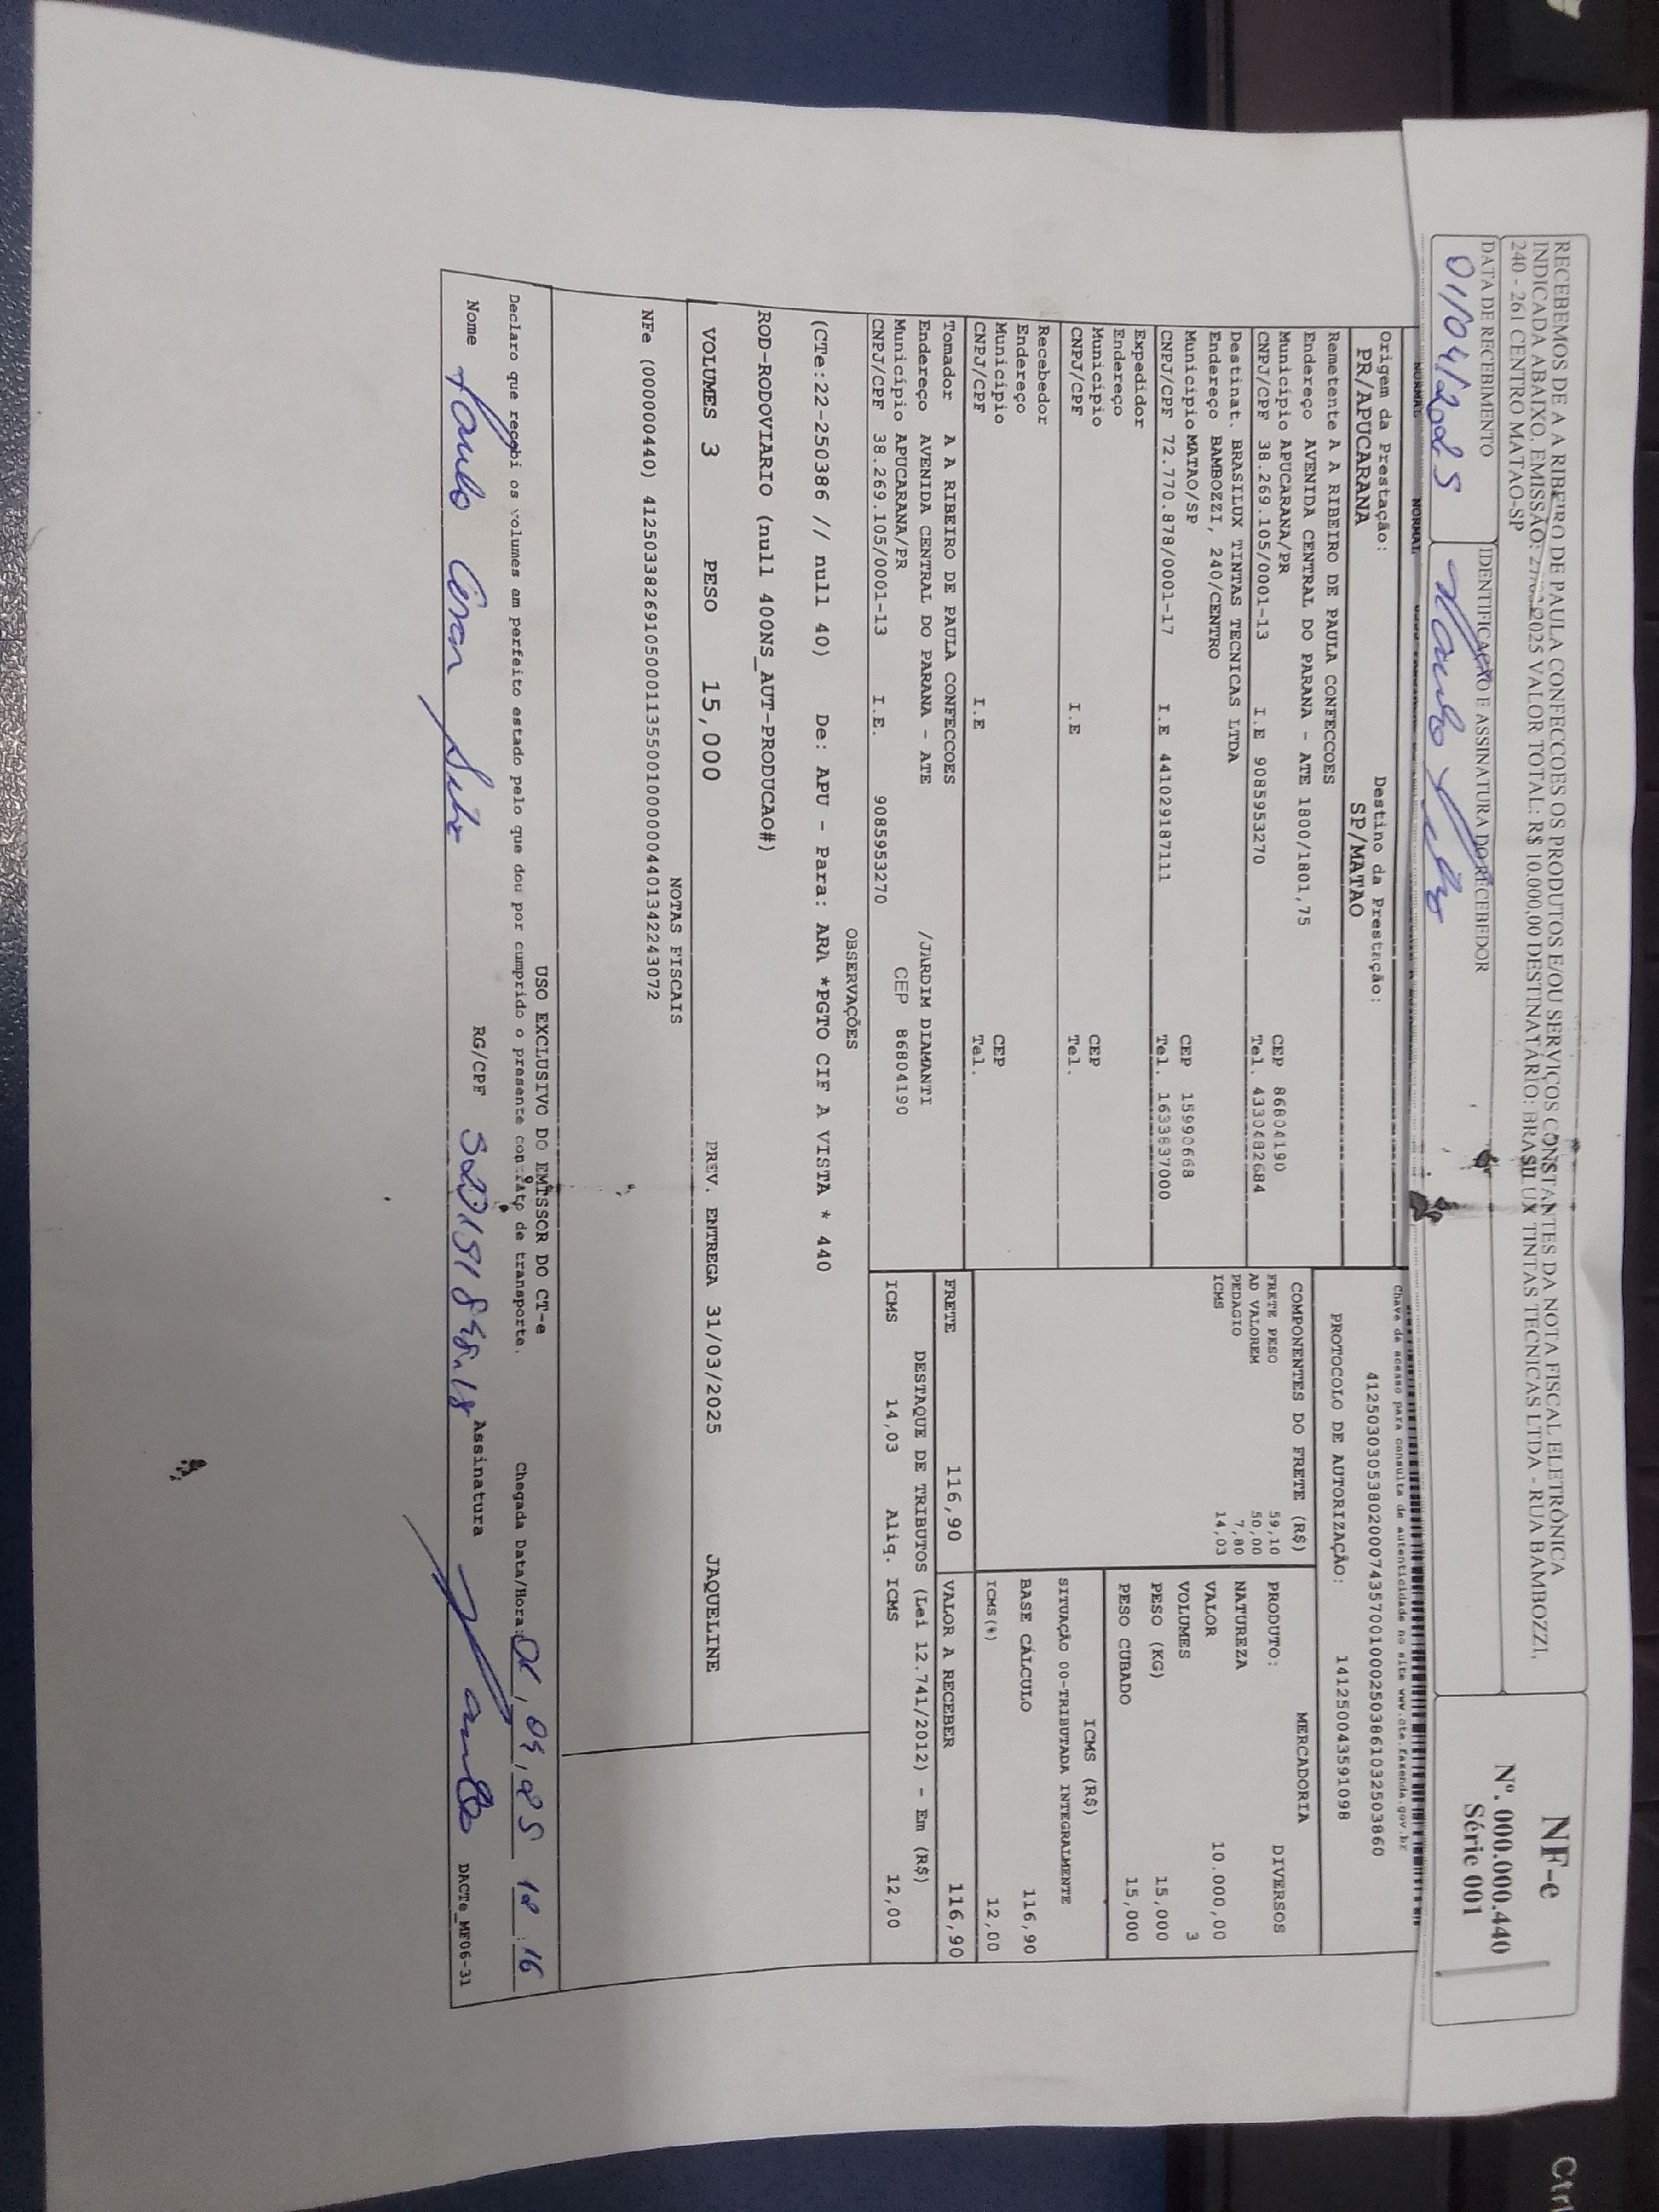 RECEBEMOS DE A A RIBEIRO DE PAULA CONFECCOES OS PRODUTOS E/OU SERVIÇOS CONSTANTES DA NOTA FISCAL ELETRÔNICA
INDICADA ABAIXO. EMISSÃO: 2025 VALOR TOTAL: R$ 10.000,00 DESTINATÁRIO: BRASILUX TINTAS TECNICAS LTDA - RUA BAMBOZZI,
240 - 261 CENTRO MATAO-SP
NF-e
Nº. 000.000.440
Série 001
DATA DE RECEBIMENTO
IDENTIFICAÇÃO E ASSINATURA DO RECEBEDOR
01/04/2025
NORMAL NORMAL
Chave de acesso para consulta de autenticidade no site www.cte.fazenda.gov.br
41250303053802000743570010002503861032503860
Origem da Prestação:
PR/APUCARANA
Destino da Prestação:
SP/MATAO
PROTOCOLO DE AUTORIZAÇÃO: 141250043591098
Remetente A A RIBEIRO DE PAULA CONFECCOES
Endereço AVENIDA CENTRAL DO PARANA - ATE 1800/1801,75
Município APUCARANA/PR CEP 86804190
CNPJ/CPF 38.269.105/0001-13 I.E 9085953270 Tel. 4330482684
Destinat. BRASILUX TINTAS TECNICAS LTDA
Endereço BAMBOZZI, 240/CENTRO
Município MATAO/SP CEP 15990668
CNPJ/CPF 72.770.878/0001-17 I.E 441029187111 Tel. 1633837000
Expedidor
Endereço
Município CEP
CNPJ/CPF I.E Tel.
Recebedor
Endereço
Município CEP
CNPJ/CPF I.E Tel.
Tomador A A RIBEIRO DE PAULA CONFECCOES
Endereço AVENIDA CENTRAL DO PARANA - ATE /JARDIM DIAMANTI
Município APUCARANA/PR CEP 86804190
CNPJ/CPF 38.269.105/0001-13 I.E. 9085953270
COMPONENTES DO FRETE (R$)
FRETE PESO 59,10
AD VALOREM 50,00
PEDAGIO 7,80
ICMS 14,03
MERCADORIA
PRODUTO: DIVERSOS
NATUREZA
VALOR 10.000,00
VOLUMES 3
PESO (KG) 15,000
PESO CUBADO 15,000
ICMS (R$)
SITUAÇÃO 00-TRIBUTADA INTEGRALMENTE
BASE CÁLCULO 116,90
ICMS(%) 12,00
FRETE 116,90 VALOR A RECEBER 116,90
DESTAQUE DE TRIBUTOS (Lei 12.741/2012) - Em (R$)
ICMS 14,03 Aliq. ICMS 12,00
OBSERVAÇÕES
(CTe:22-250386 // null 40) De: APU - Para: ARA *PGTO CIF A VISTA * 440
ROD-RODOVIARIO (null 400NS_AUT-PRODUCAO#)
VOLUMES 3 PESO 15,000 PREV. ENTREGA 31/03/2025 JAQUELINE
NOTAS FISCAIS
NFe (000000440) 41250338269105000113550010000004401342243072
USO EXCLUSIVO DO EMISSOR DO CT-e
Declaro que recebi os volumes em perfeito estado pelo que dou por cumprido o presente contrato de transporte. Chegada Data/Hora:
Nome RG/CPF Assinatura DACTe_MF06-31
Ctrl